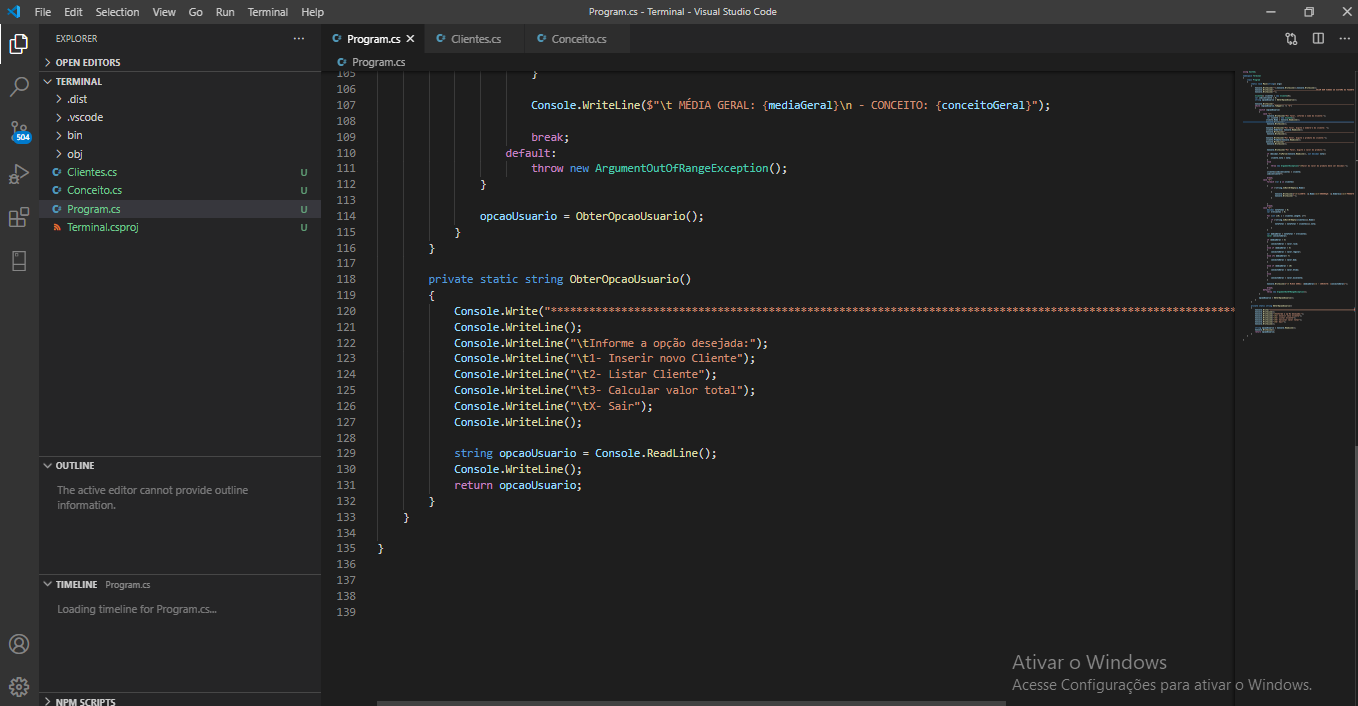 File Edit Selection View Go Run Terminal Help
Program.cs - Terminal - Visual Studio Code
EXPLORER
OPEN EDITORS
TERMINAL
.dist
.vscode
bin
obj
Clientes.cs U
Conceito.cs U
Program.cs U
Terminal.csproj U
504
OUTLINE
The active editor cannot provide outline
information.
TIMELINE Program.cs
Loading timeline for Program.cs...
NPM SCRIPTS
Program.cs Clientes.cs Conceito.cs
Program.cs
105 }
106
107 Console.WriteLine($"\t MÉDIA GERAL: {mediaGeral}\n - CONCEITO: {conceitoGeral}");
108
109 break;
110 default:
111 throw new ArgumentOutOfRangeException();
112 }
113
114 opcaoUsuario = ObterOpcaoUsuario();
115 }
116 }
117
118 private static string ObterOpcaoUsuario()
119 {
120 Console.Write("***********************************************************************************************************
121 Console.WriteLine();
122 Console.WriteLine("\tInforme a opção desejada:");
123 Console.WriteLine("\t1- Inserir novo Cliente");
124 Console.WriteLine("\t2- Listar Cliente");
125 Console.WriteLine("\t3- Calcular valor total");
126 Console.WriteLine("\tX- Sair");
127 Console.WriteLine();
128
129 string opcaoUsuario = Console.ReadLine();
130 Console.WriteLine();
131 return opcaoUsuario;
132 }
133 }
134
135 }
136
137
138
139
Ativar o Windows
Acesse Configurações para ativar o Windows.